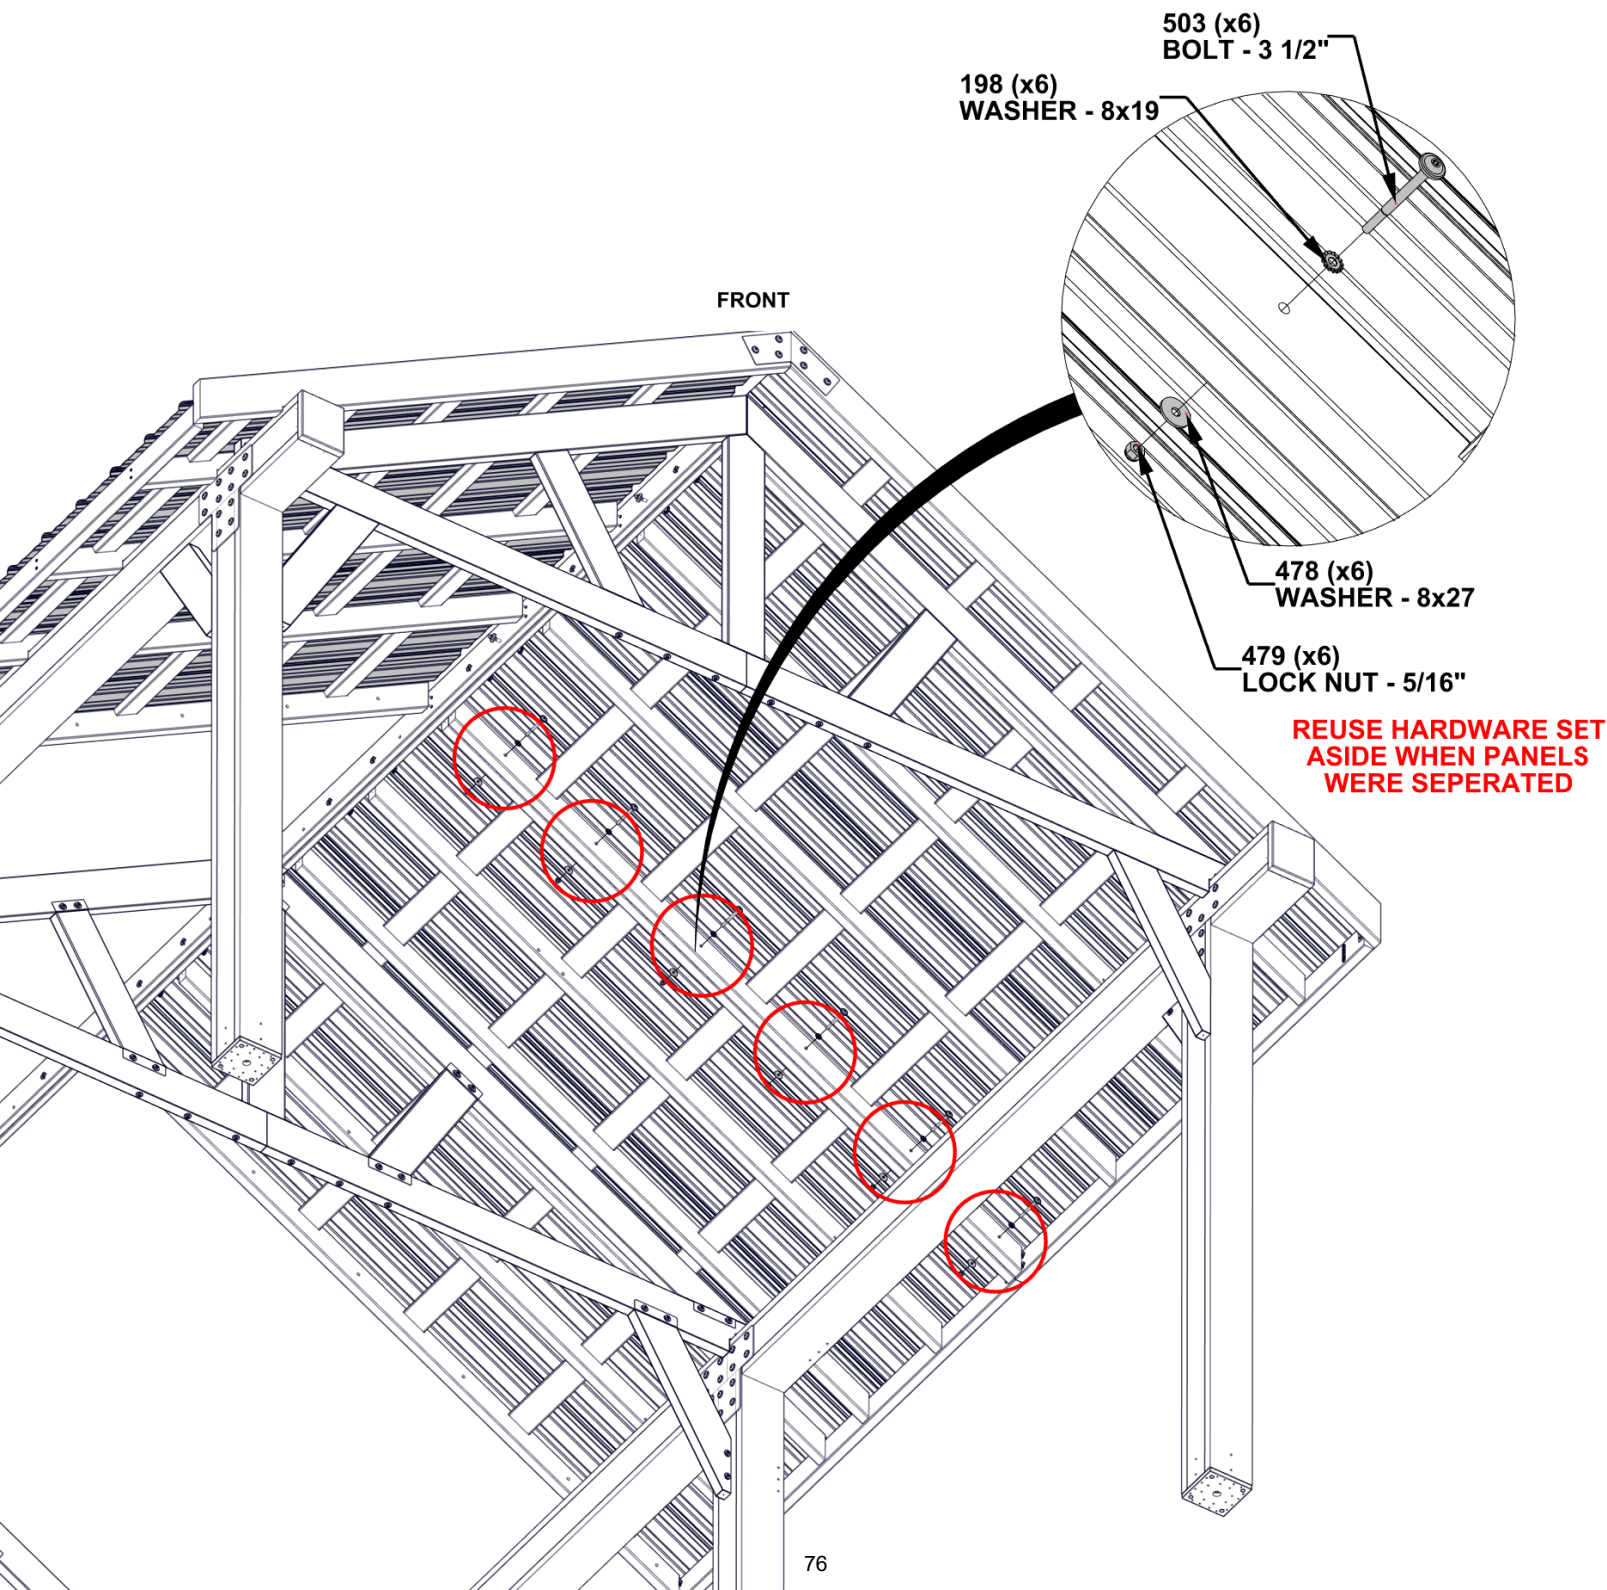 503 (x6)
BOLT - 3 1/2"
198 (x6)
WASHER - 8x19
FRONT
478 (x6)
WASHER - 8x27
479 (x6)
LOCK NUT - 5/16"
REUSE HARDWARE SET
ASIDE WHEN PANELS
WERE SEPERATED
76